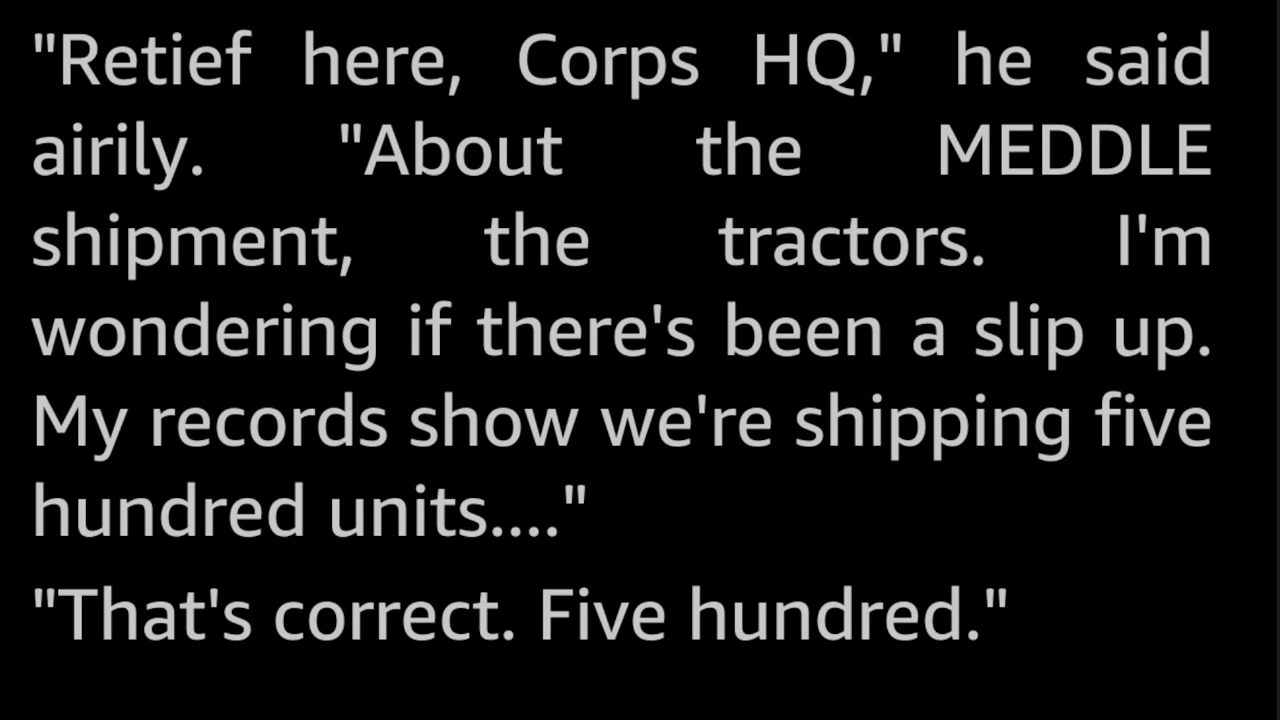 "Retief here, Corps HQ," he said
airily. "About the MEDDLE
shipment, the tractors. I'm
wondering if there's been a slip up.
My records show we're shipping five
hundred units...."
"That's correct. Five hundred."